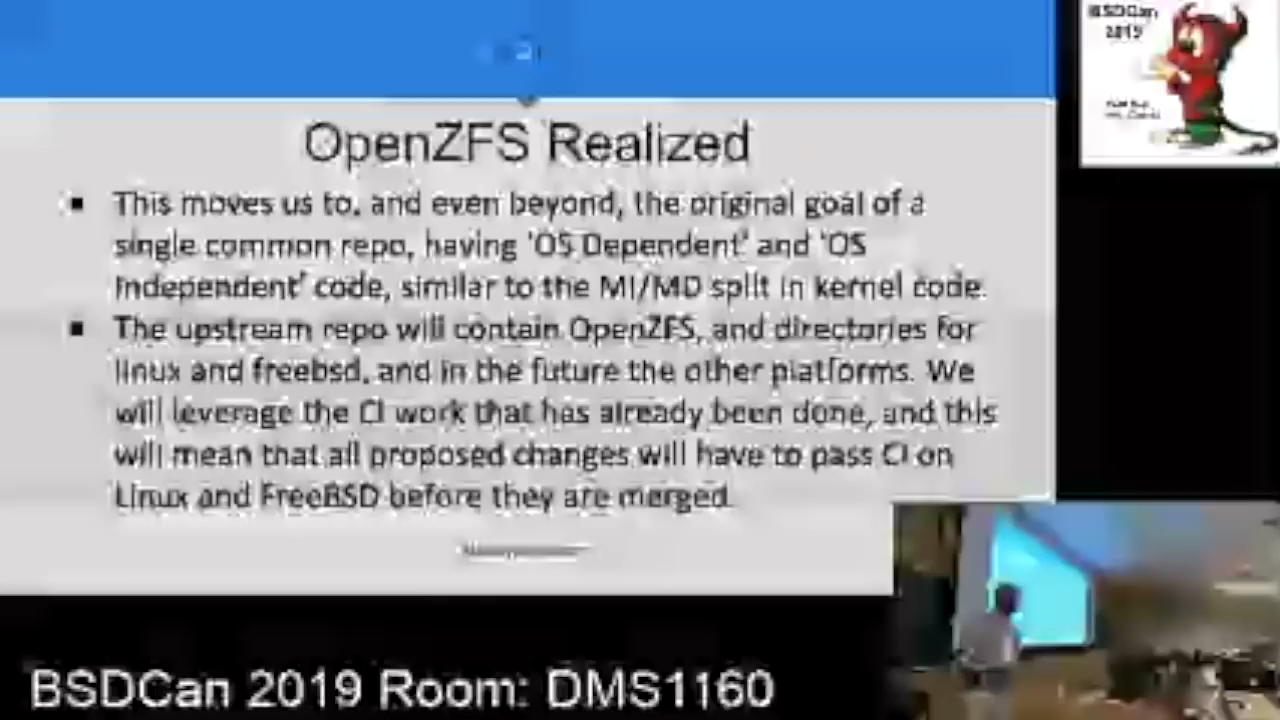 BSDCan
2019
OpenZFS Realized
▪ This moves us to, and even beyond, the original goal of a
single common repo, having 'OS Dependent' and 'OS
Independent' code, similar to the MI/MD split in kernel code.
▪ The upstream repo will contain OpenZFS, and directories for
linux and freebsd, and in the future the other platforms. We
will leverage the CI work that has already been done, and this
will mean that all proposed changes will have to pass CI on
Linux and FreeBSD before they are merged.
BSDCan 2019 Room: DMS1160